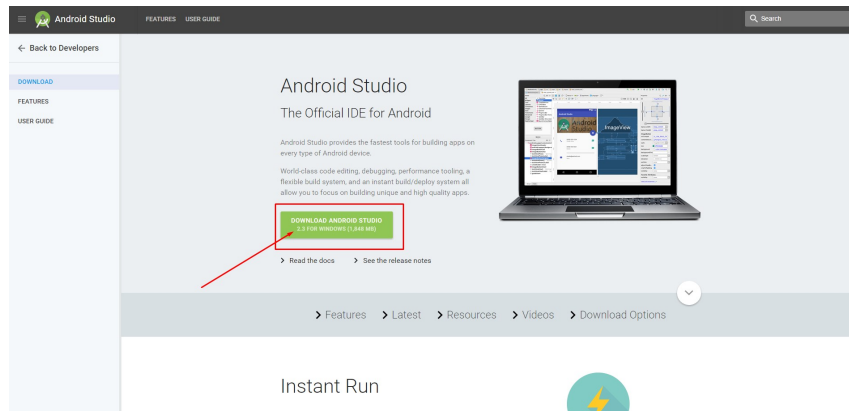 Android Studio
FEATURES
USER GUIDE
Search
Back to Developers
DOWNLOAD
FEATURES
USER GUIDE
Android Studio
The Official IDE for Android
Android Studio provides the fastest tools for building apps on
every type of Android device.
World-class code editing, debugging, performance tooling, a
flexible build system, and an instant build/deploy system all
allow you to focus on building unique and high quality apps.
DOWNLOAD ANDROID STUDIO
2.3 FOR WINDOWS
Read the docs
See the release notes
Features
Latest
Resources
Videos
Download Options
Instant Run